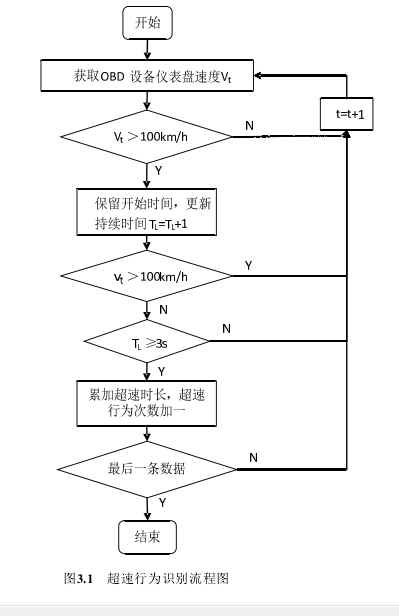 开始
获取OBD 设备仪表盘速度Vt
t=t+1
Vt＞100km/h
N
Y
保留开始时间，更新
持续时间TL=TL+1
vt＞100km/h
Y
N
TL ≥3s
N
Y
累加超速时长，超速
行为次数加一
最后一条数据
N
Y
结束
图3.1 超速行为识别流程图